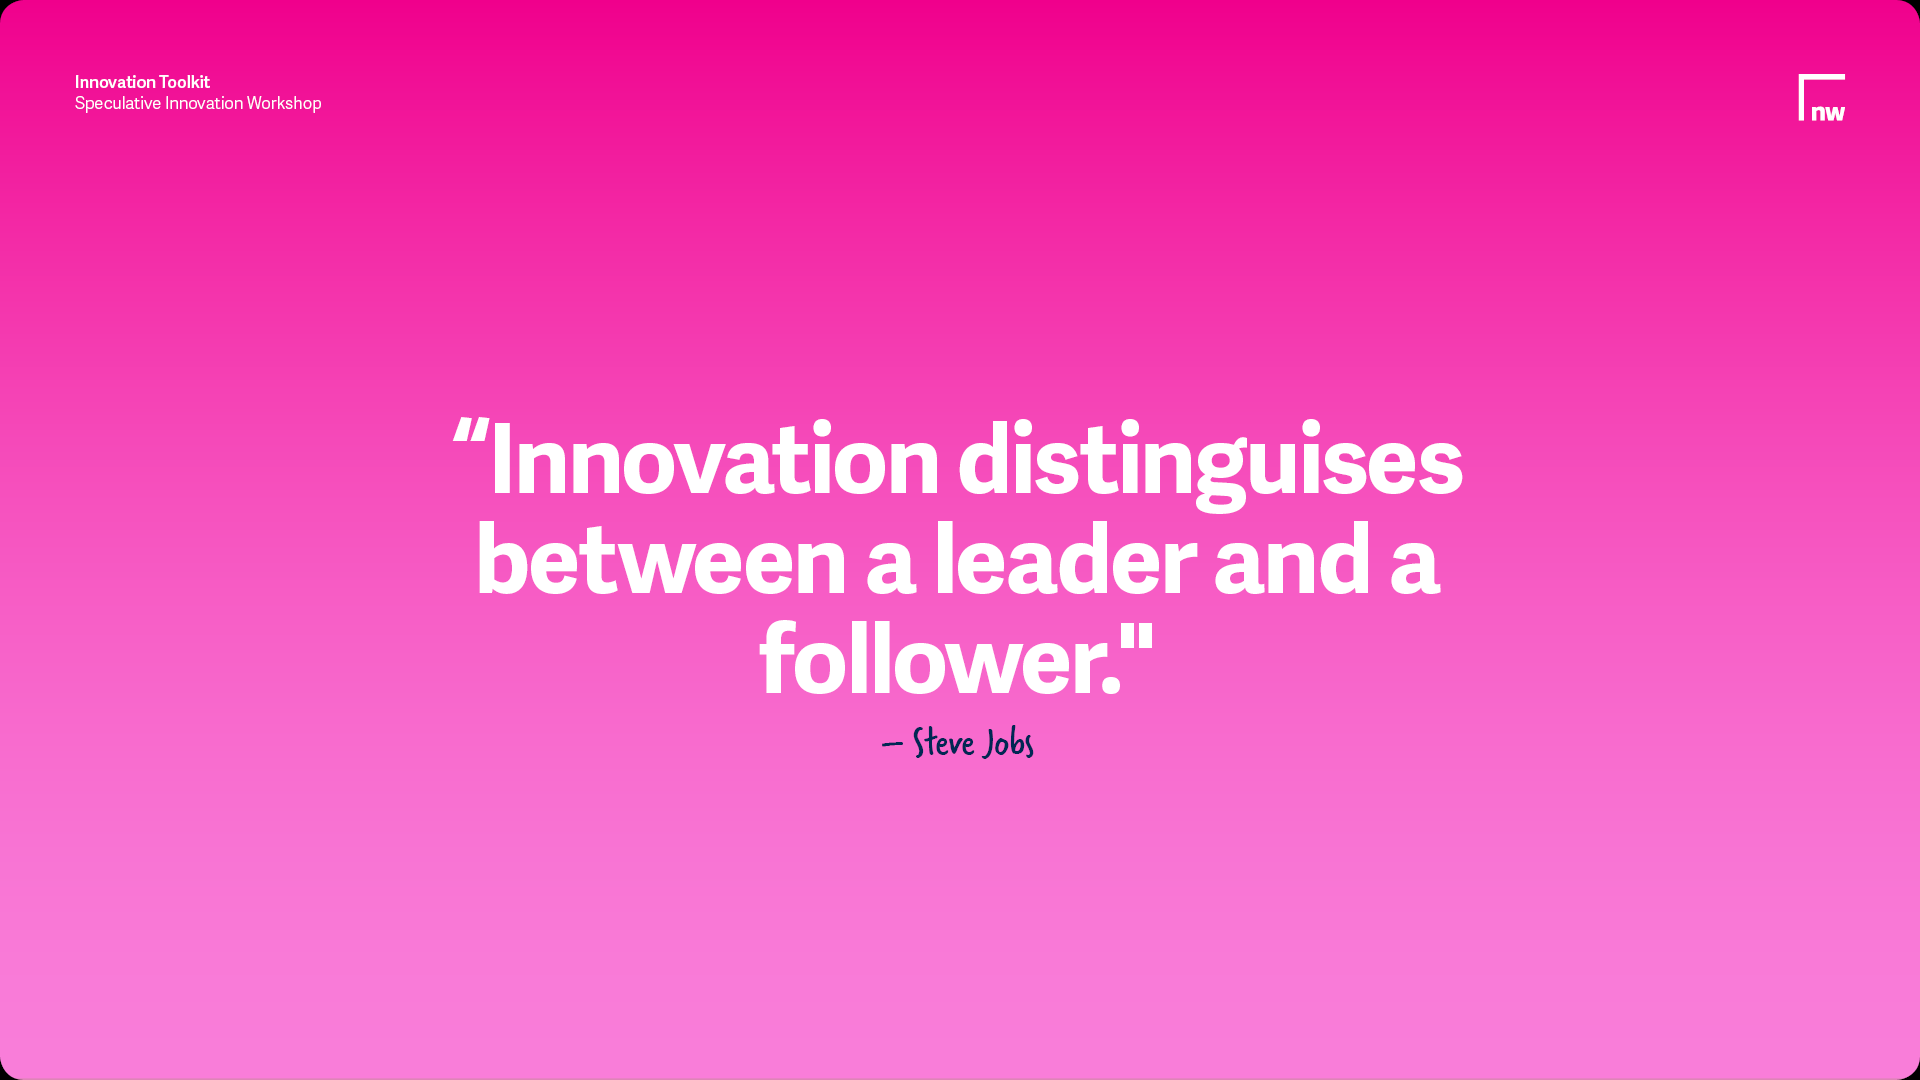 Innovation Toolkit
Speculative Innovation Workshop
nw
“Innovation distinguises
between a leader and a
follower."
– Steve Jobs